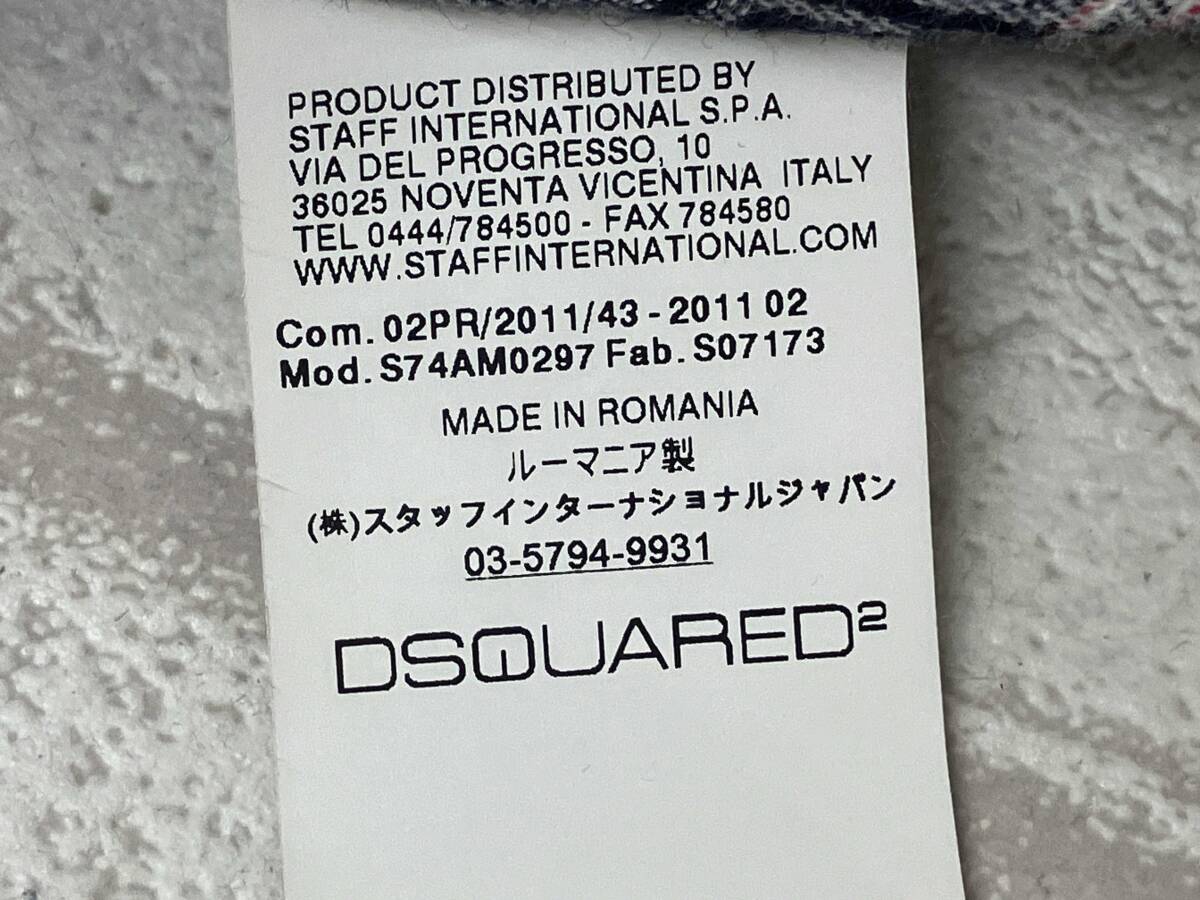 PRODUCT DISTRIBUTED BY
STAFF INTERNATIONAL S.P.A.
VIA DEL PROGRESSO, 10
36025 NOVENTA VICENTINA ITALY
TEL 0444/784500 - FAX 784580
WWW.STAFFINTERNATIONAL.COM
Com. 02PR/2011/43 - 2011 02
Mod. S74AM0297 Fab. S07173
MADE IN ROMANIA
ルーマニア製
(株)スタッフインターナショナルジャパン
03-5794-9931
DSQUARED²